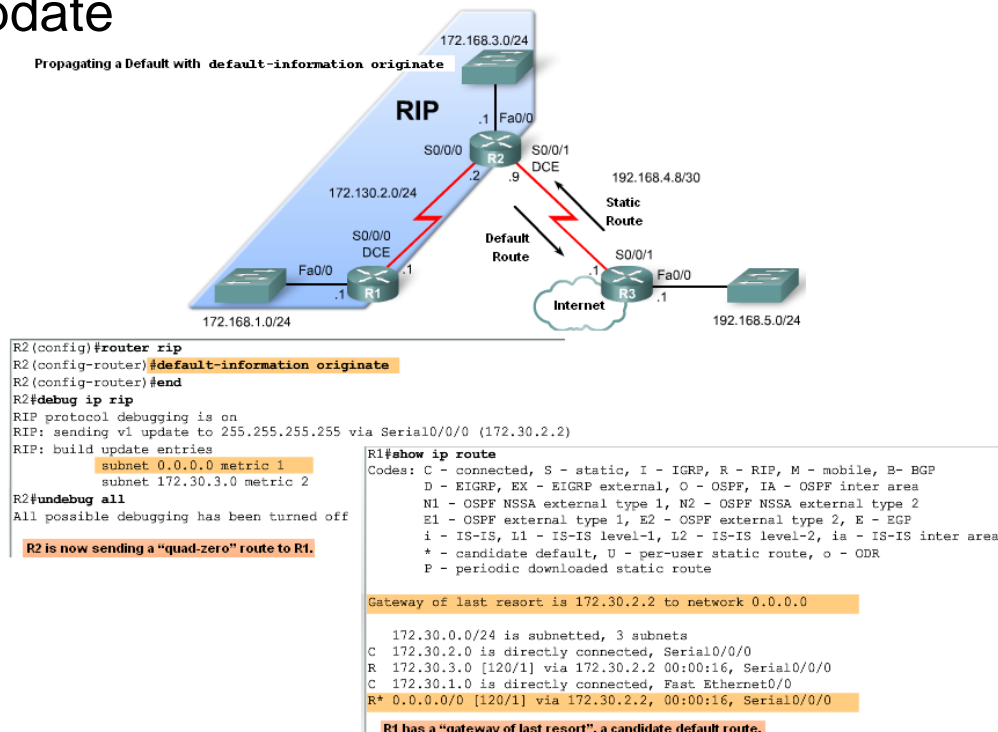 odate
172.168.3.0/24
Propagating a Default with default-information originate
RIP
.1 Fa0/0
S0/0/0
R2
S0/0/1
DCE
.2
.9
192.168.4.8/30
172.130.2.0/24
Static
Route
S0/0/0
DCE
Default
Route
S0/0/1
Fa0/0
.1
R1
.1
.1
Fa0/0
R3
.1
Internet
172.168.1.0/24
192.168.5.0/24
R2(config)#router rip
R2(config-router)#default-information originate
R2(config-router)#end
R2#debug ip rip
RIP protocol debugging is on
RIP: sending v1 update to 255.255.255.255 via Serial0/0/0 (172.30.2.2)
RIP: build update entries
subnet 0.0.0.0 metric 1
subnet 172.30.3.0 metric 2
R2#undebug all
All possible debugging has been turned off
R2 is now sending a “quad-zero” route to R1.
R1#show ip route
Codes: C - connected, S - static, I - IGRP, R - RIP, M - mobile, B- BGP
D - EIGRP, EX - EIGRP external, O - OSPF, IA - OSPF inter area
N1 - OSPF NSSA external type 1, N2 - OSPF NSSA external type 2
E1 - OSPF external type 1, E2 - OSPF external type 2, E - EGP
i - IS-IS, L1 - IS-IS level-1, L2 - IS-IS level-2, ia - IS-IS inter area
* - candidate default, U - per-user static route, o - ODR
P - periodic downloaded static route
Gateway of last resort is 172.30.2.2 to network 0.0.0.0
172.30.0.0/24 is subnetted, 3 subnets
C 172.30.2.0 is directly connected, Serial0/0/0
R 172.30.3.0 [120/1] via 172.30.2.2 00:00:16, Serial0/0/0
C 172.30.1.0 is directly connected, Fast Ethernet0/0
R* 0.0.0.0/0 [120/1] via 172.30.2.2, 00:00:16, Serial0/0/0
R1 has a “gateway of last resort”, a candidate default route.